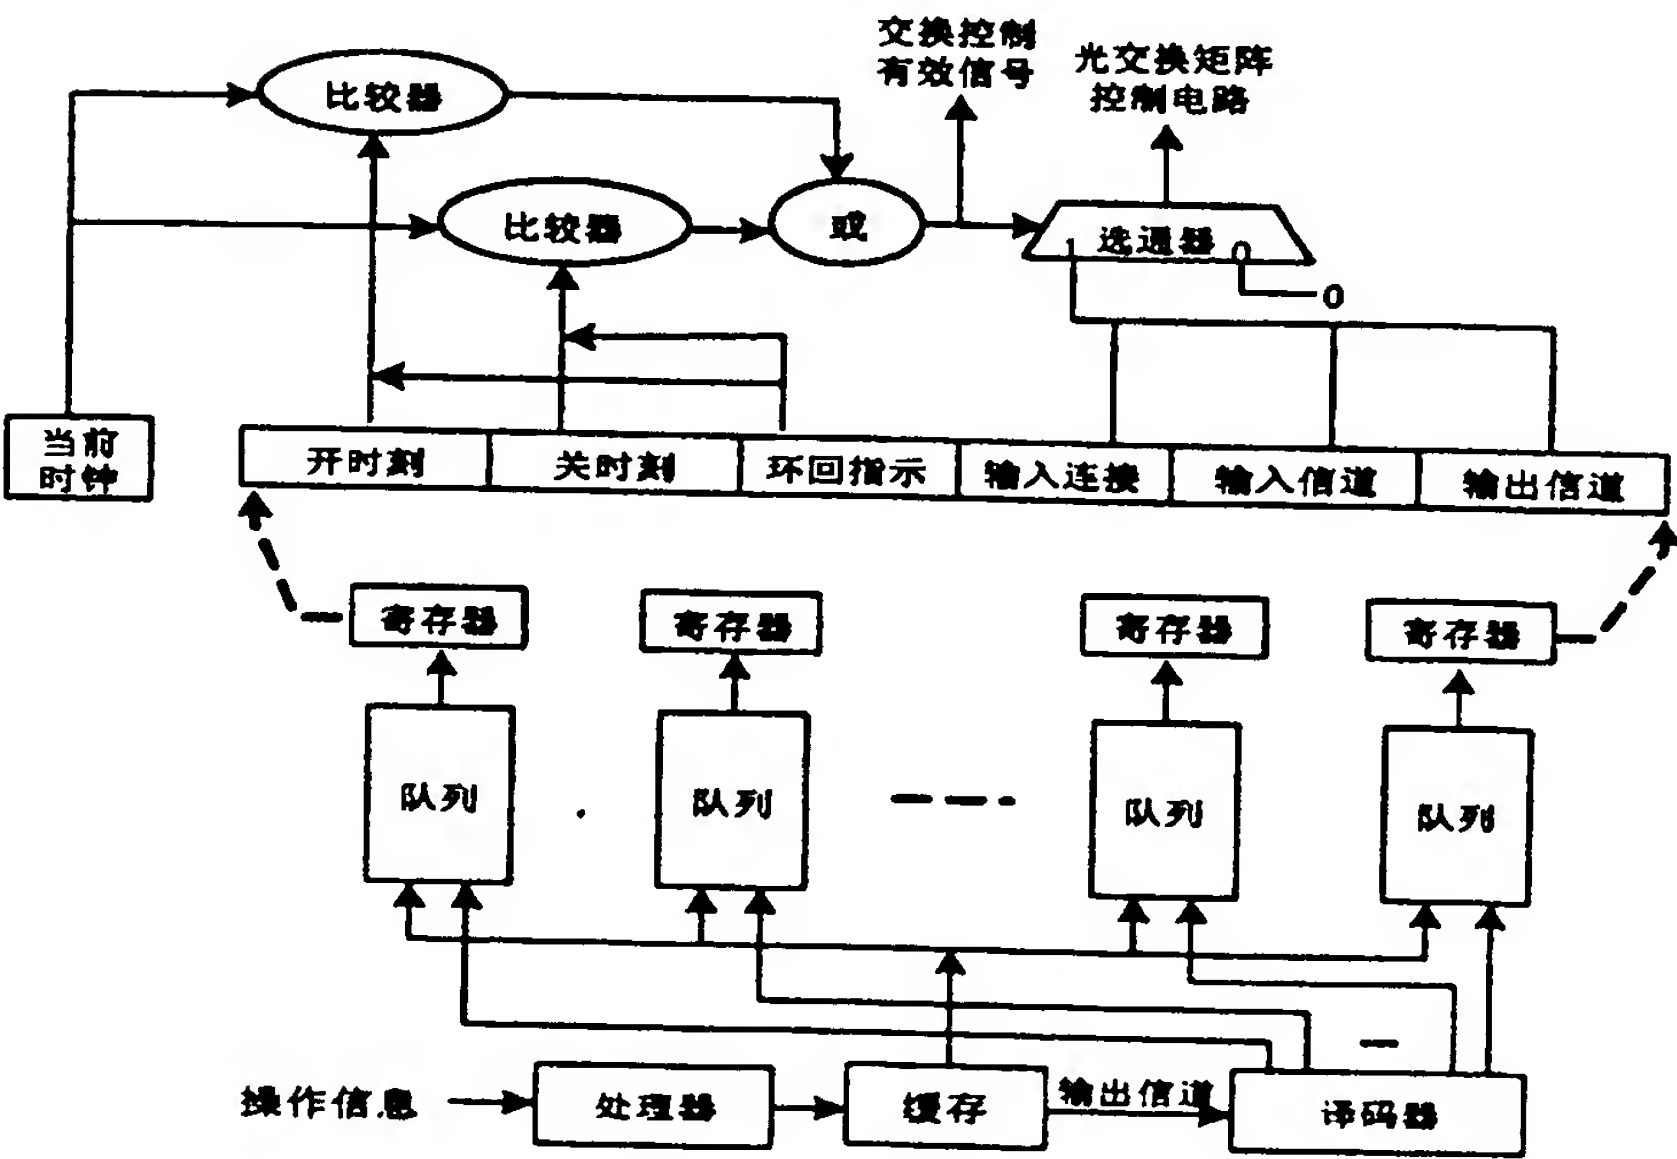 交换控制
有效信号
光交换矩阵
控制电路
比较器
比较器
或
1 选通器 0
0
当前
时钟
开时刻 关时刻 环回指示 输入连接 输入信道 输出信道
寄存器 寄存器 寄存器 寄存器
队列 队列 队列 队列
操作信息 处理器 缓存 输出信道 译码器